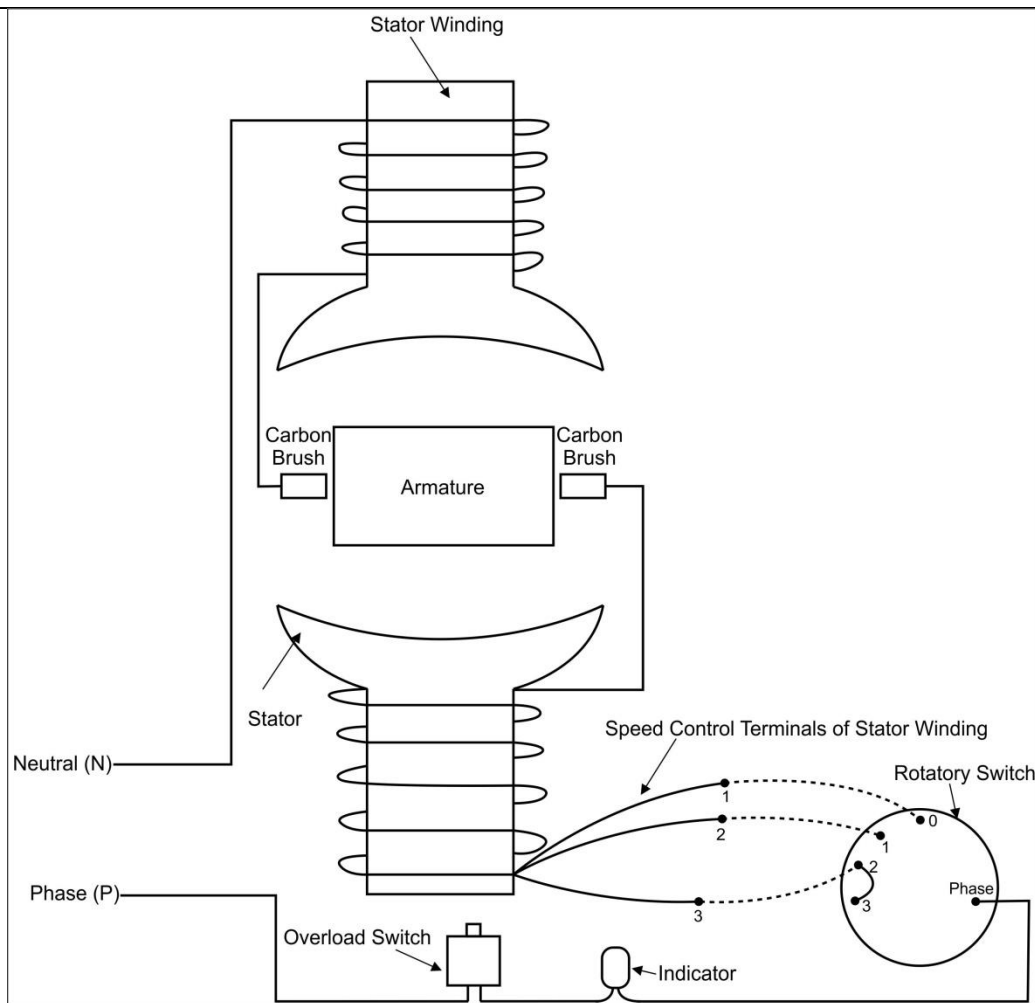 Stator Winding
Carbon
Brush
Carbon
Brush
Armature
Stator
Speed Control Terminals of Stator Winding
Neutral (N)
Rotatory Switch
1
0
2
1
2
Phase (P)
Phase
3
3
Overload Switch
Indicator